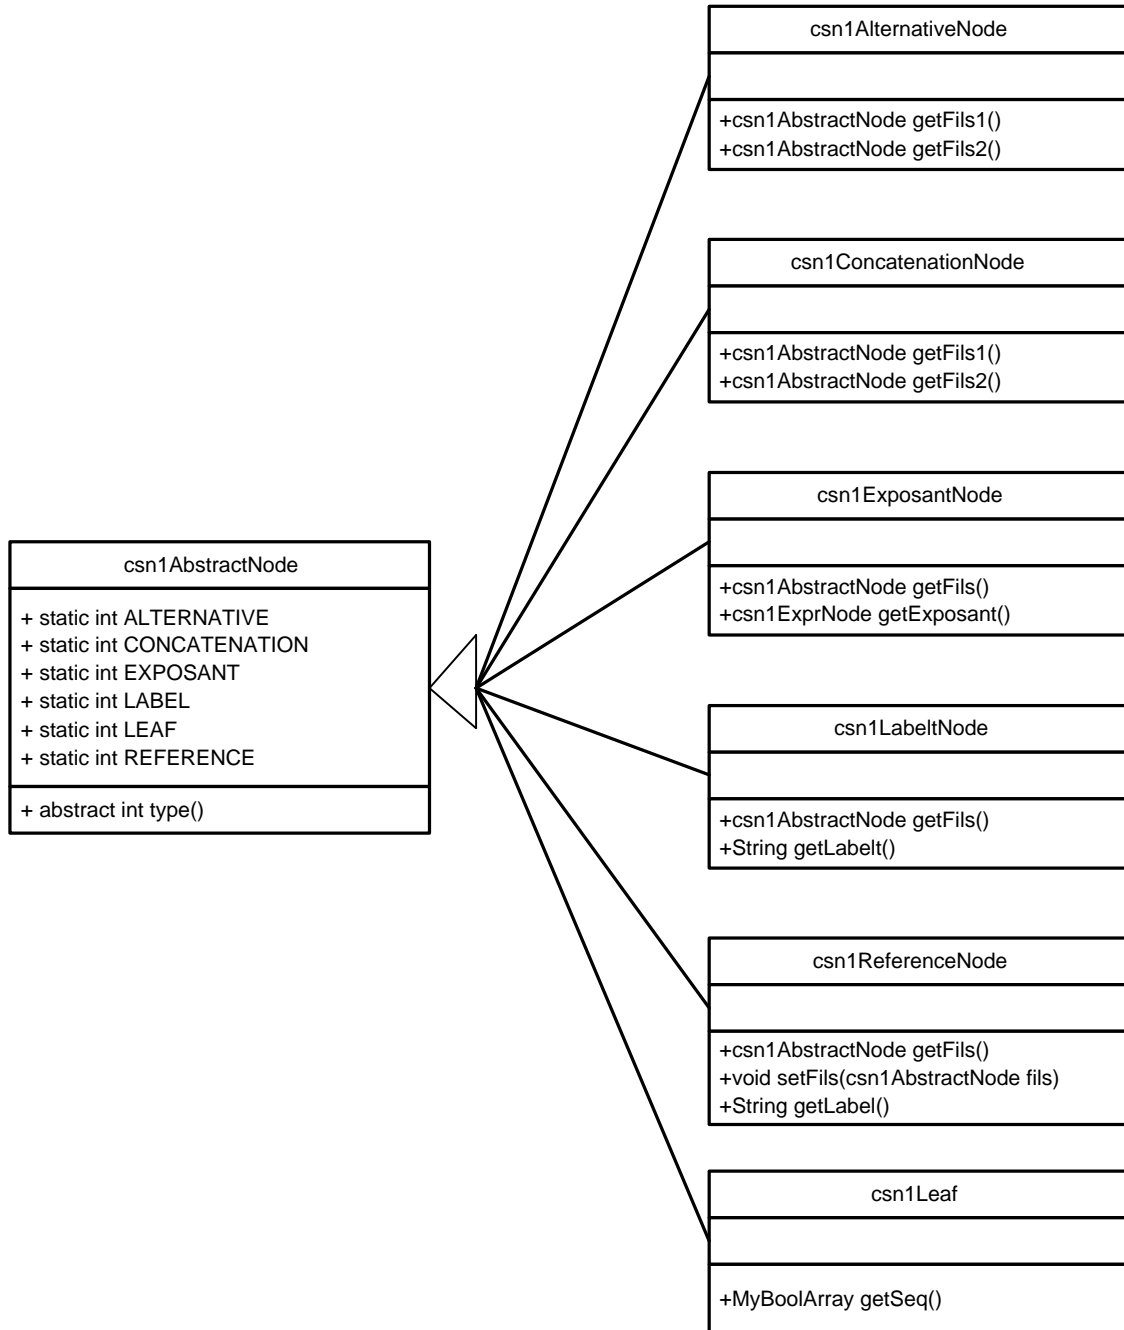 csn1AlternativeNode
+csn1AbstractNode getFils1()
+csn1AbstractNode getFils2()
csn1ConcatenationNode
+csn1AbstractNode getFils1()
+csn1AbstractNode getFils2()
csn1ExposantNode
+csn1AbstractNode getFils()
+csn1ExprNode getExposant()
csn1AbstractNode
+ static int ALTERNATIVE
+ static int CONCATENATION
+ static int EXPOSANT
+ static int LABEL
+ static int LEAF
+ static int REFERENCE
+ abstract int type()
csn1LabeltNode
+csn1AbstractNode getFils()
+String getLabelt()
csn1ReferenceNode
+csn1AbstractNode getFils()
+void setFils(csn1AbstractNode fils)
+String getLabel()
csn1Leaf
+MyBoolArray getSeq()